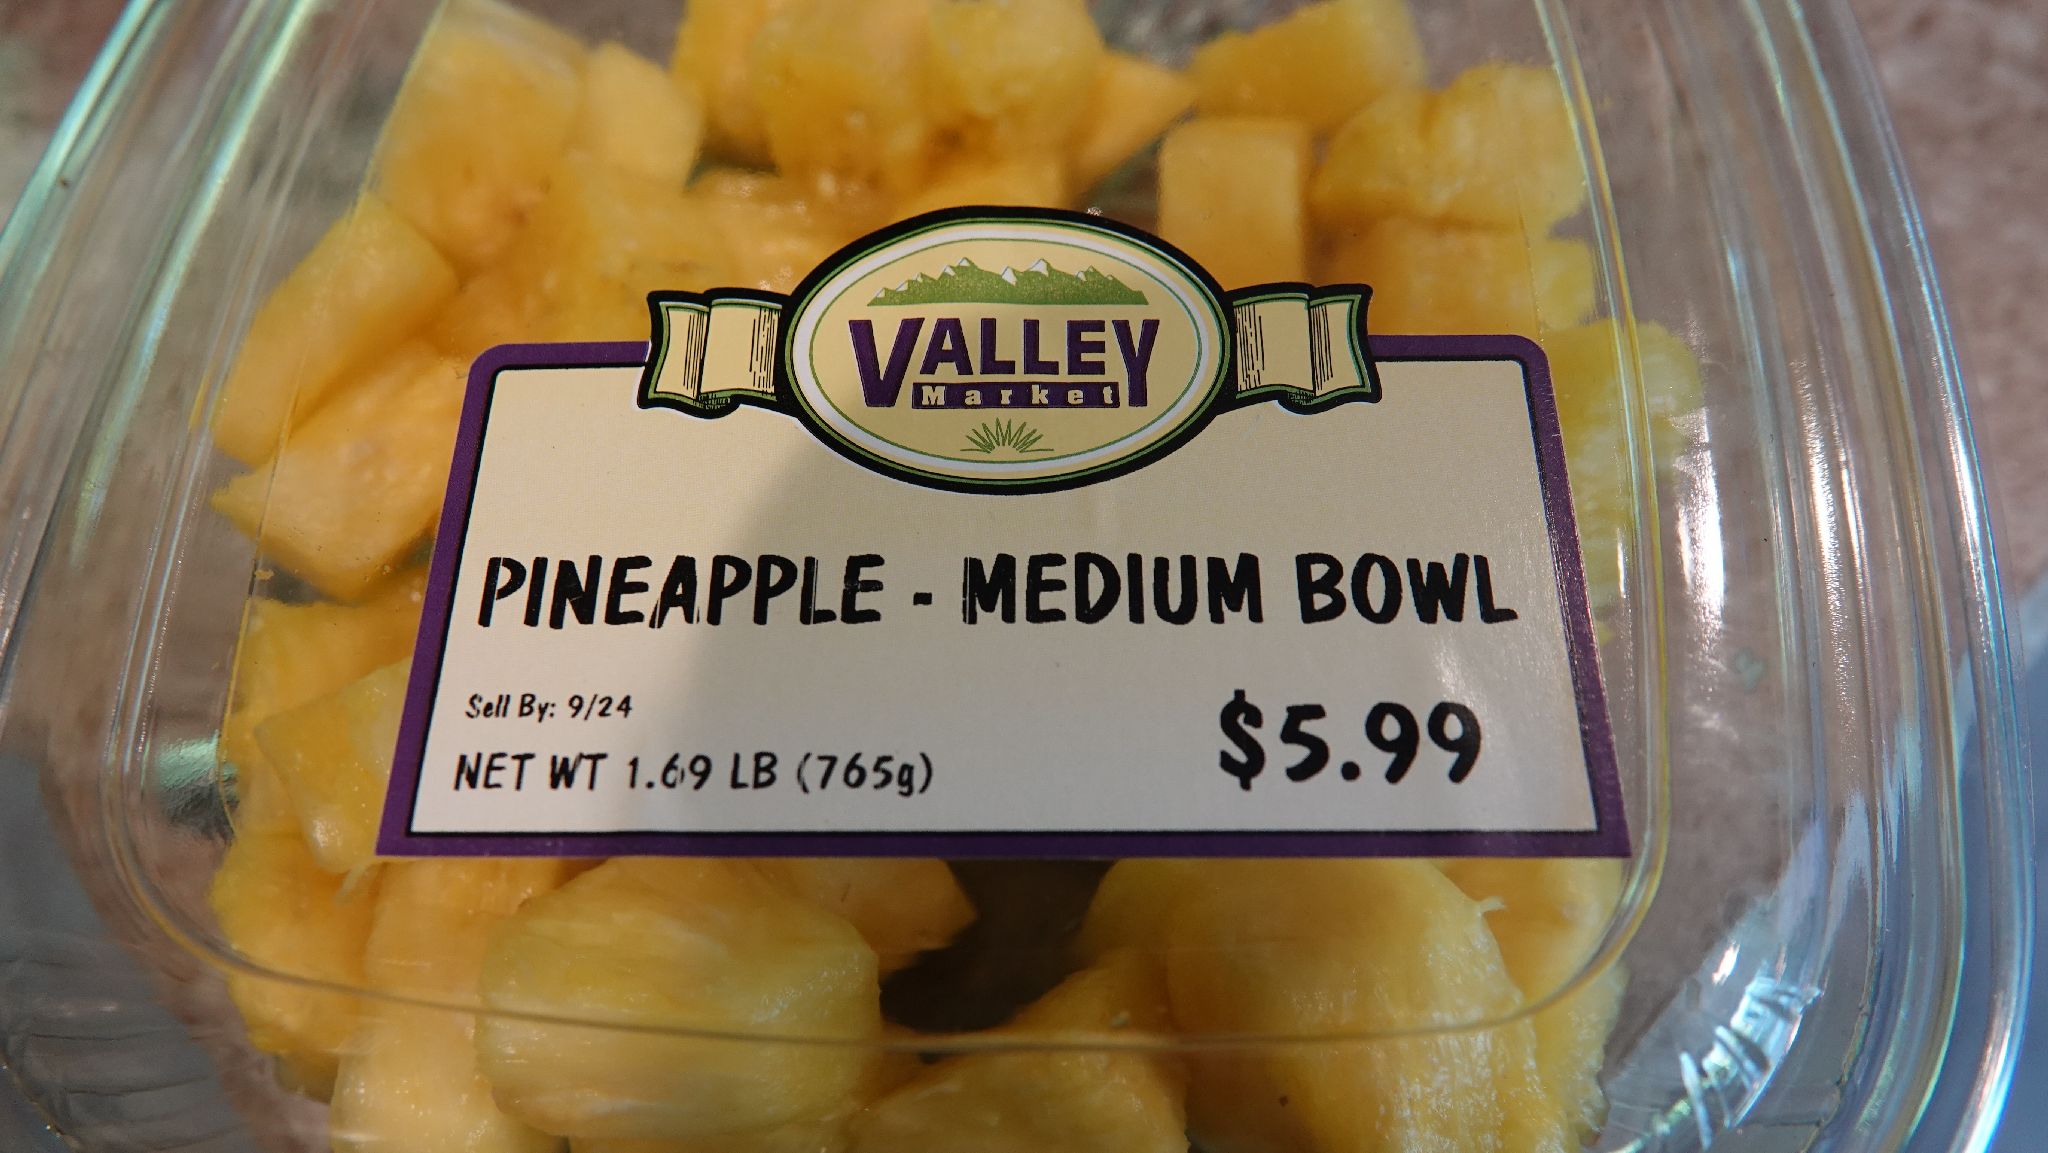 VALLEY
Market
PINEAPPLE - MEDIUM BOWL
Sell By: 9/24
$5.99
NET WT 1.69 LB (765g)